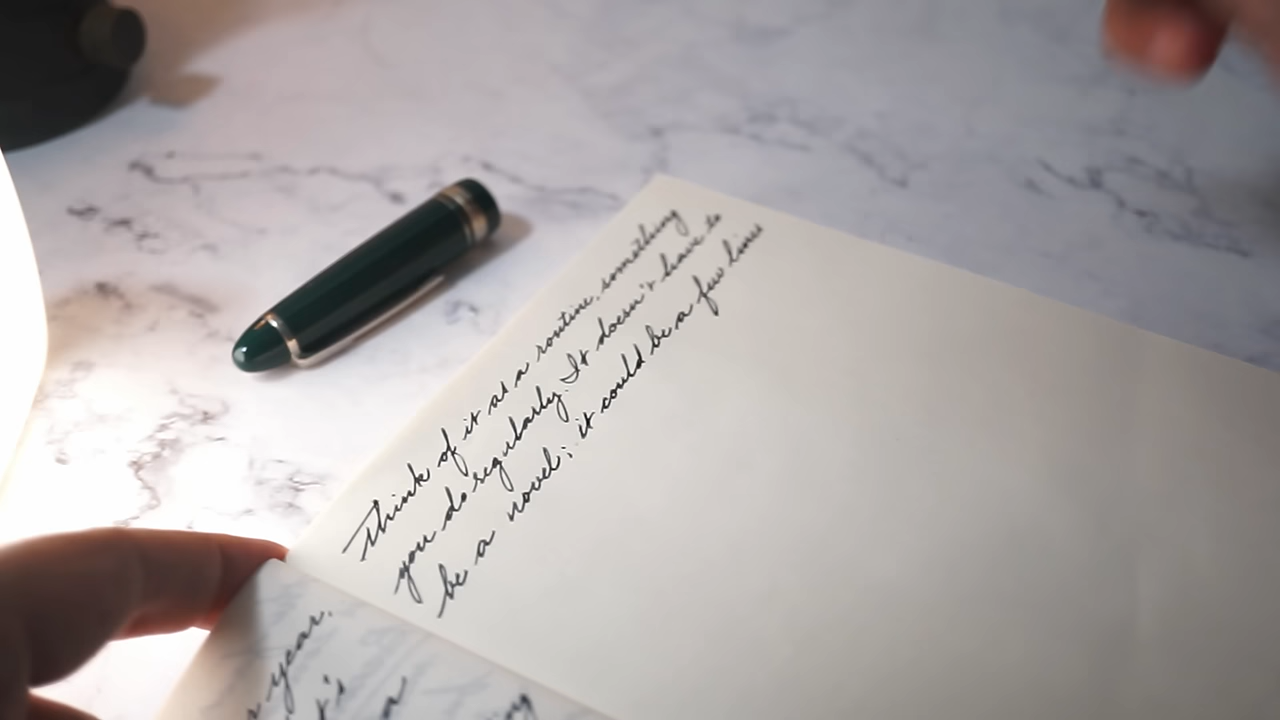 Think of it as a routine, something
you do regularly. It doesn't have to
be a novel; it could be a few lines
year.